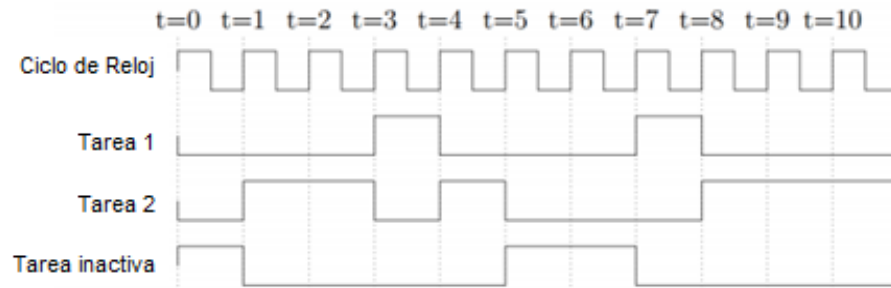 t=0 t=1 t=2 t=3 t=4 t=5 t=6 t=7 t=8 t=9 t=10
Ciclo de Reloj
Tarea 1
Tarea 2
Tarea inactiva